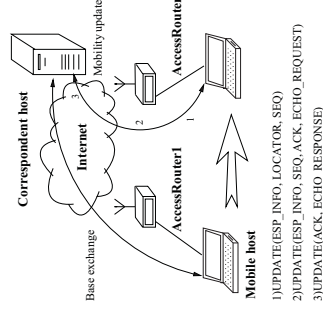 Correspondent host
Mobility update
3
Internet
2
1
Base exchange
AccessRouter1
AccessRouter
Mobile host
1)UPDATE(ESP_INFO, LOCATOR, SEQ)
2)UPDATE(ESP_INFO, SEQ, ACK, ECHO_REQUEST)
3)UPDATE(ACK, ECHO_RESPONSE)